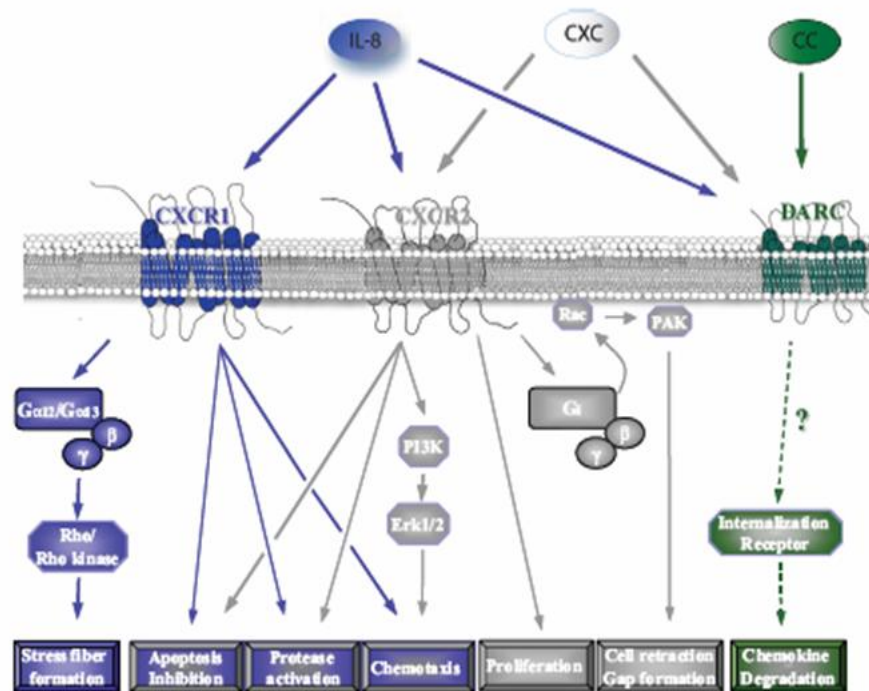 IL-8
CXC
CC
CXCR1
CXCR2
DARC
Rac
PAK
Gα12/Gα13
β
γ
Gi
β
γ
PI3K
?
Rho/
Rho kinase
Erk1/2
Internalization
Receptor
Stress fiber
formation
Apoptosis
Inhibition
Protease
activation
Chemotaxis
Proliferation
Cell retraction
Gap formation
Chemokine
Degradation